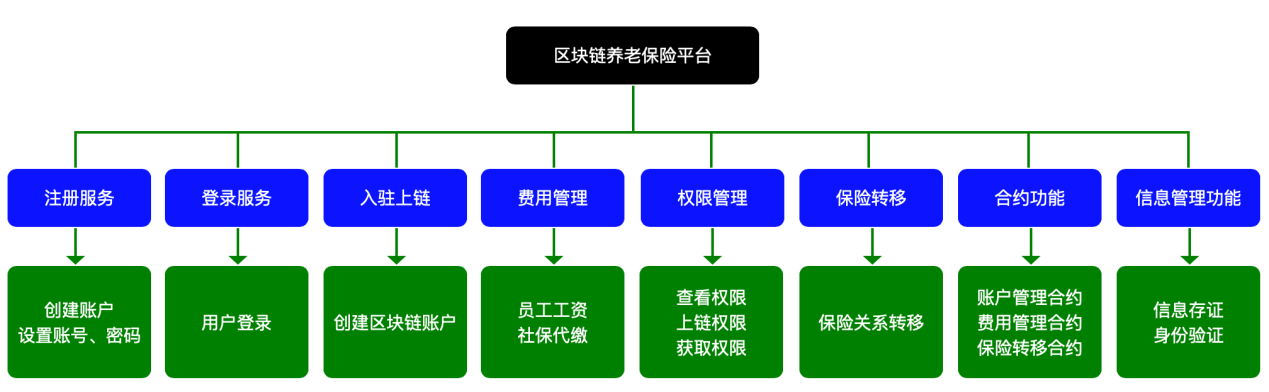 区块链养老保险平台
注册服务
登录服务
入驻上链
费用管理
权限管理
保险转移
合约功能
信息管理功能
创建账户
设置账号、密码
用户登录
创建区块链账户
员工工资
社保代缴
查看权限
上链权限
获取权限
保险关系转移
账户管理合约
费用管理合约
保险转移合约
信息存证
身份验证